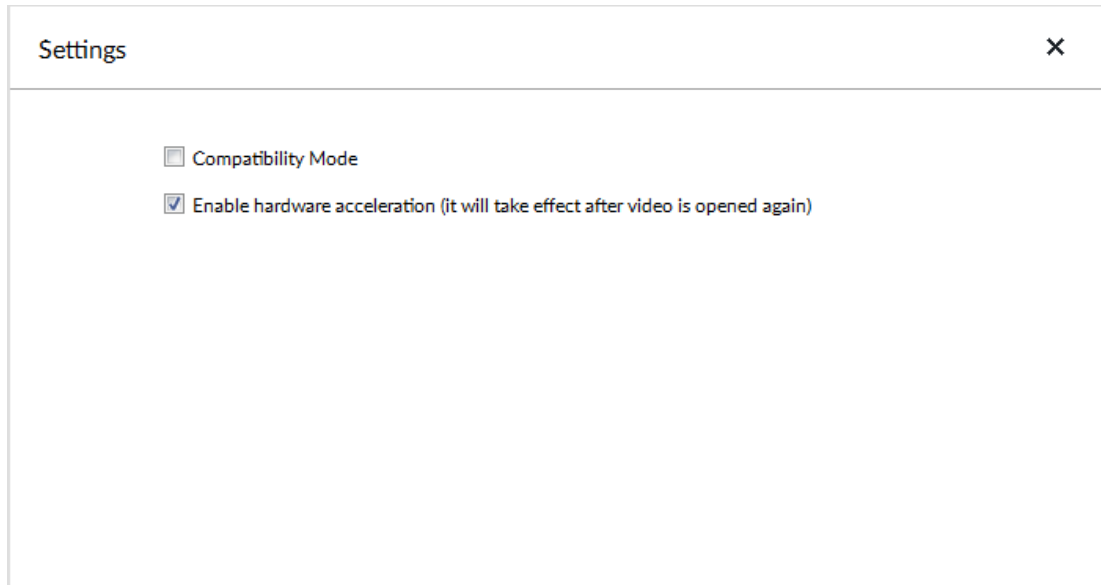 Settings
Compatibility Mode
Enable hardware acceleration (it will take effect after video is opened again)